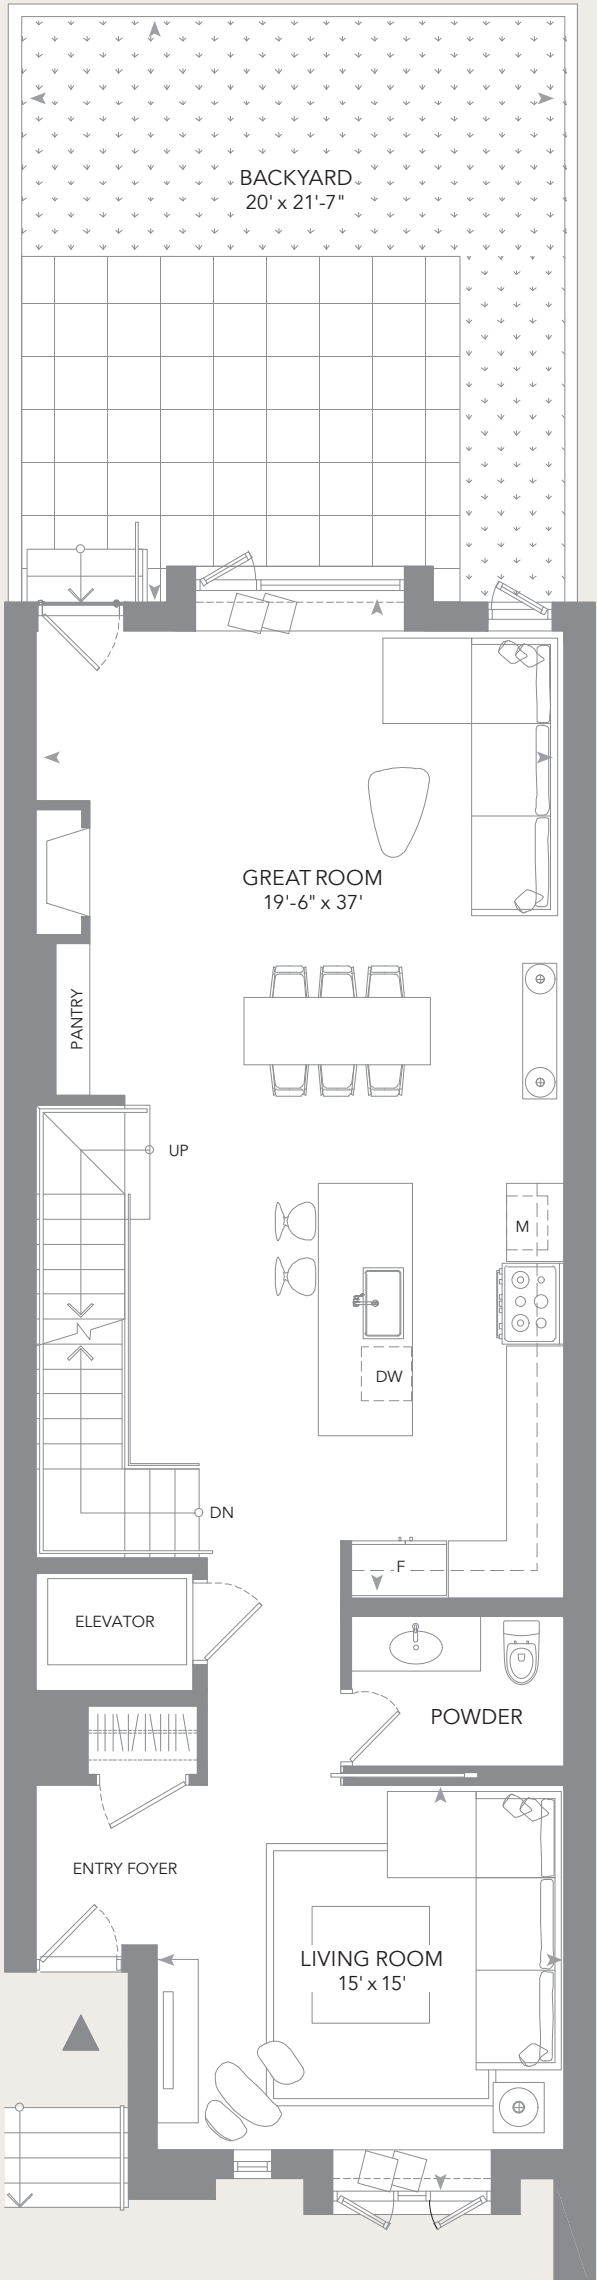 BACKYARD
20' x 21'-7"
GREAT ROOM
19'-6" x 37'
PANTRY
UP
M
DW
DN
F
ELEVATOR
POWDER
ENTRY FOYER
LIVING ROOM
15' x 15'